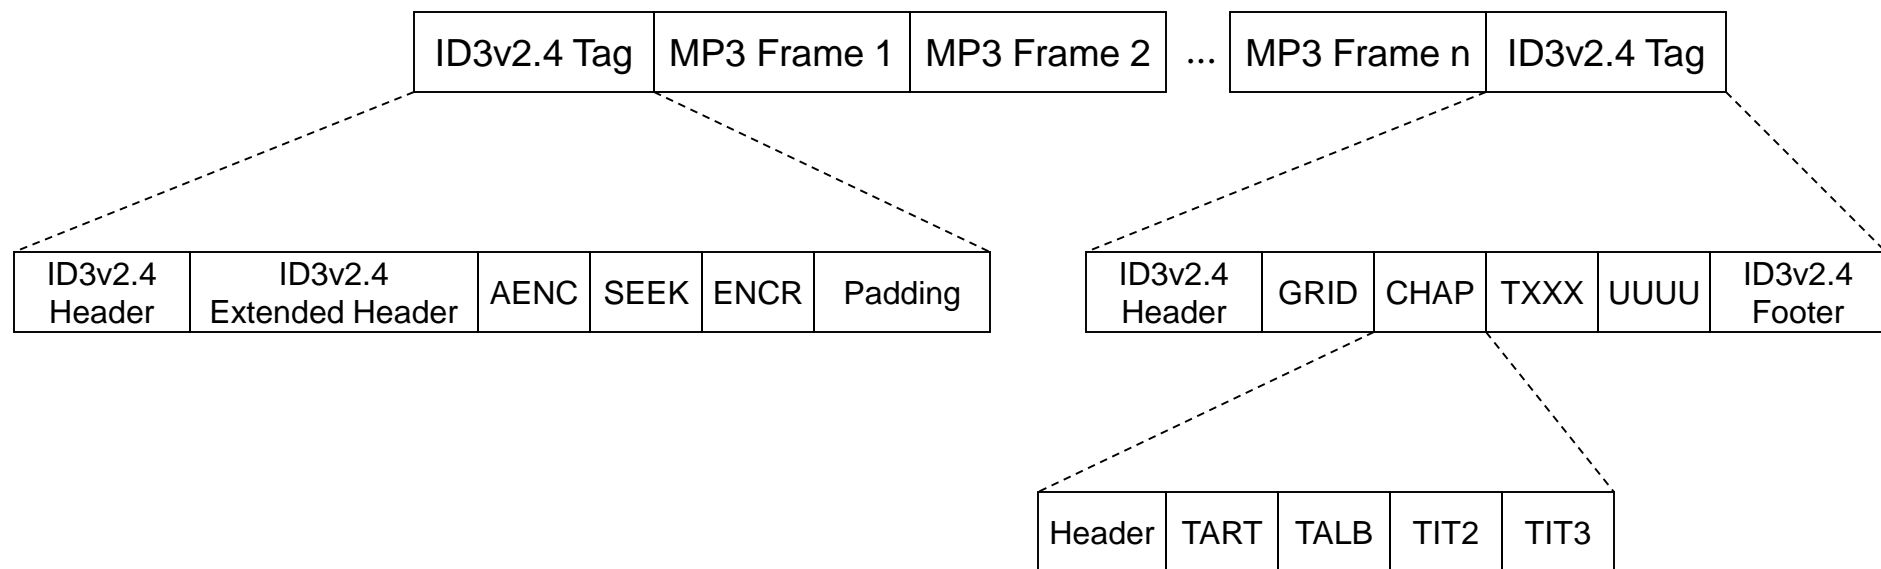 ID3v2.4 Tag
MP3 Frame 1
MP3 Frame 2
...
MP3 Frame n
ID3v2.4 Tag
ID3v2.4
Header
ID3v2.4
Extended Header
AENC
SEEK
ENCR
Padding
ID3v2.4
Header
GRID
CHAP
TXXX
UUUU
ID3v2.4
Footer
Header
TART
TALB
TIT2
TIT3